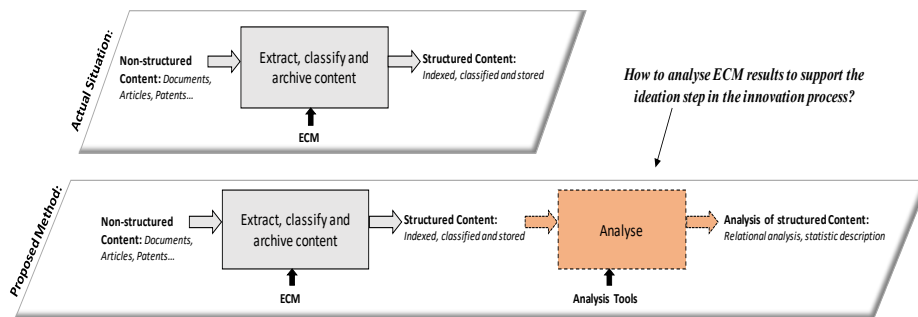 Actual Situation:
Non-structured
Content: Documents,
Articles, Patents...
Extract, classify and
archive content
ECM
Structured Content:
Indexed, classified and stored
How to analyse ECM results to support the
ideation step in the innovation process?
Proposed Method:
Non-structured
Content: Documents,
Articles, Patents...
Extract, classify and
archive content
ECM
Structured Content:
Indexed, classified and stored
Analyse
Analysis Tools
Analysis of structured Content:
Relational analysis, statistic description